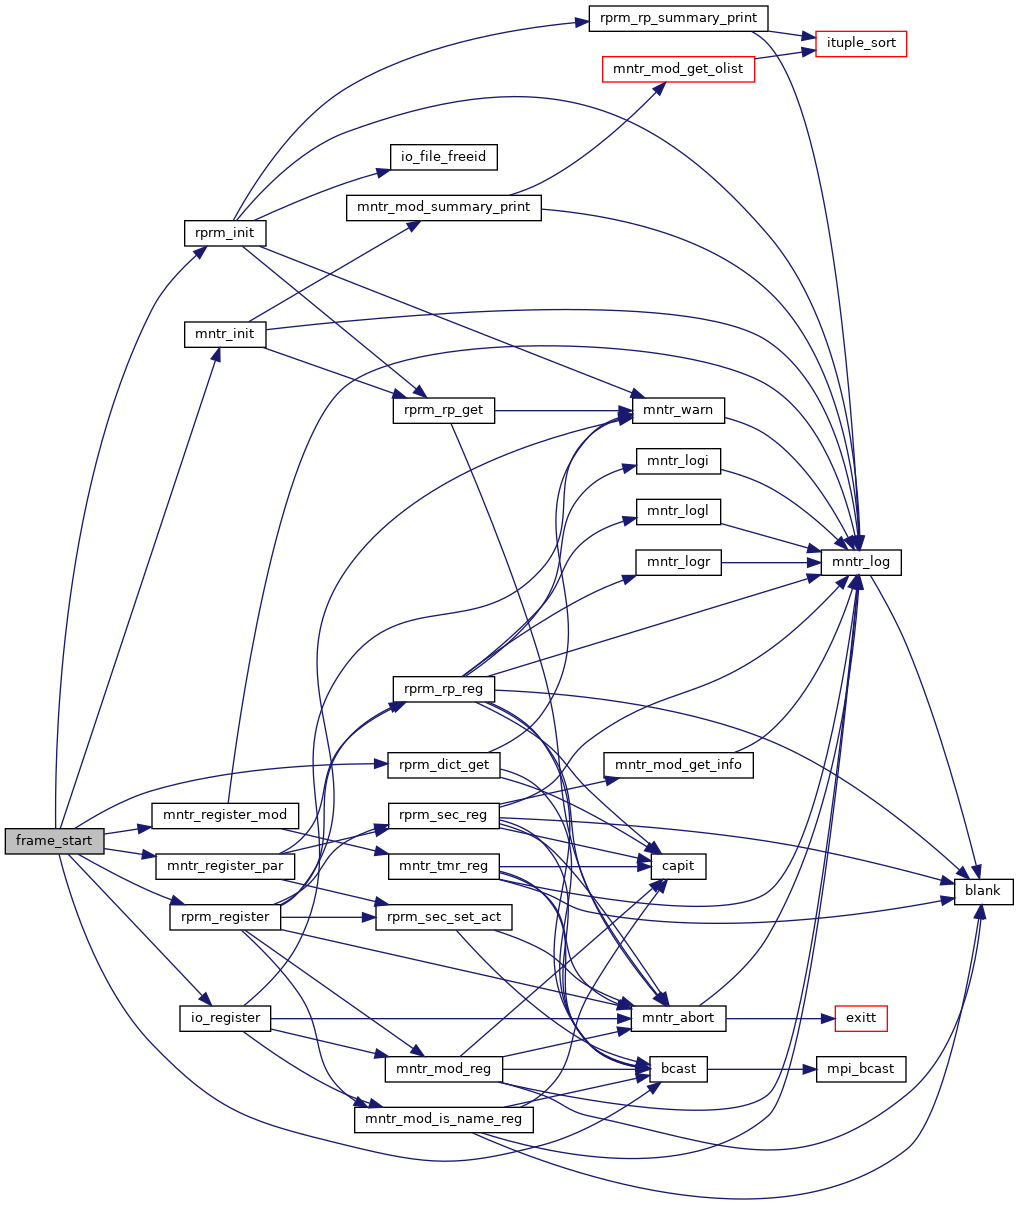 rprm_rp_summary_print
ituple_sort
mntr_mod_get_olist
io_file_freeid
mntr_mod_summary_print
rprm_init
mntr_init
rprm_rp_get
mntr_warn
mntr_logi
mntr_logl
mntr_logr
mntr_log
rprm_rp_reg
rprm_dict_get
mntr_mod_get_info
mntr_register_mod
rprm_sec_reg
frame_start
mntr_register_par
mntr_tmr_reg
capit
blank
rprm_register
rprm_sec_set_act
io_register
mntr_abort
exitt
mntr_mod_reg
bcast
mpi_bcast
mntr_mod_is_name_reg